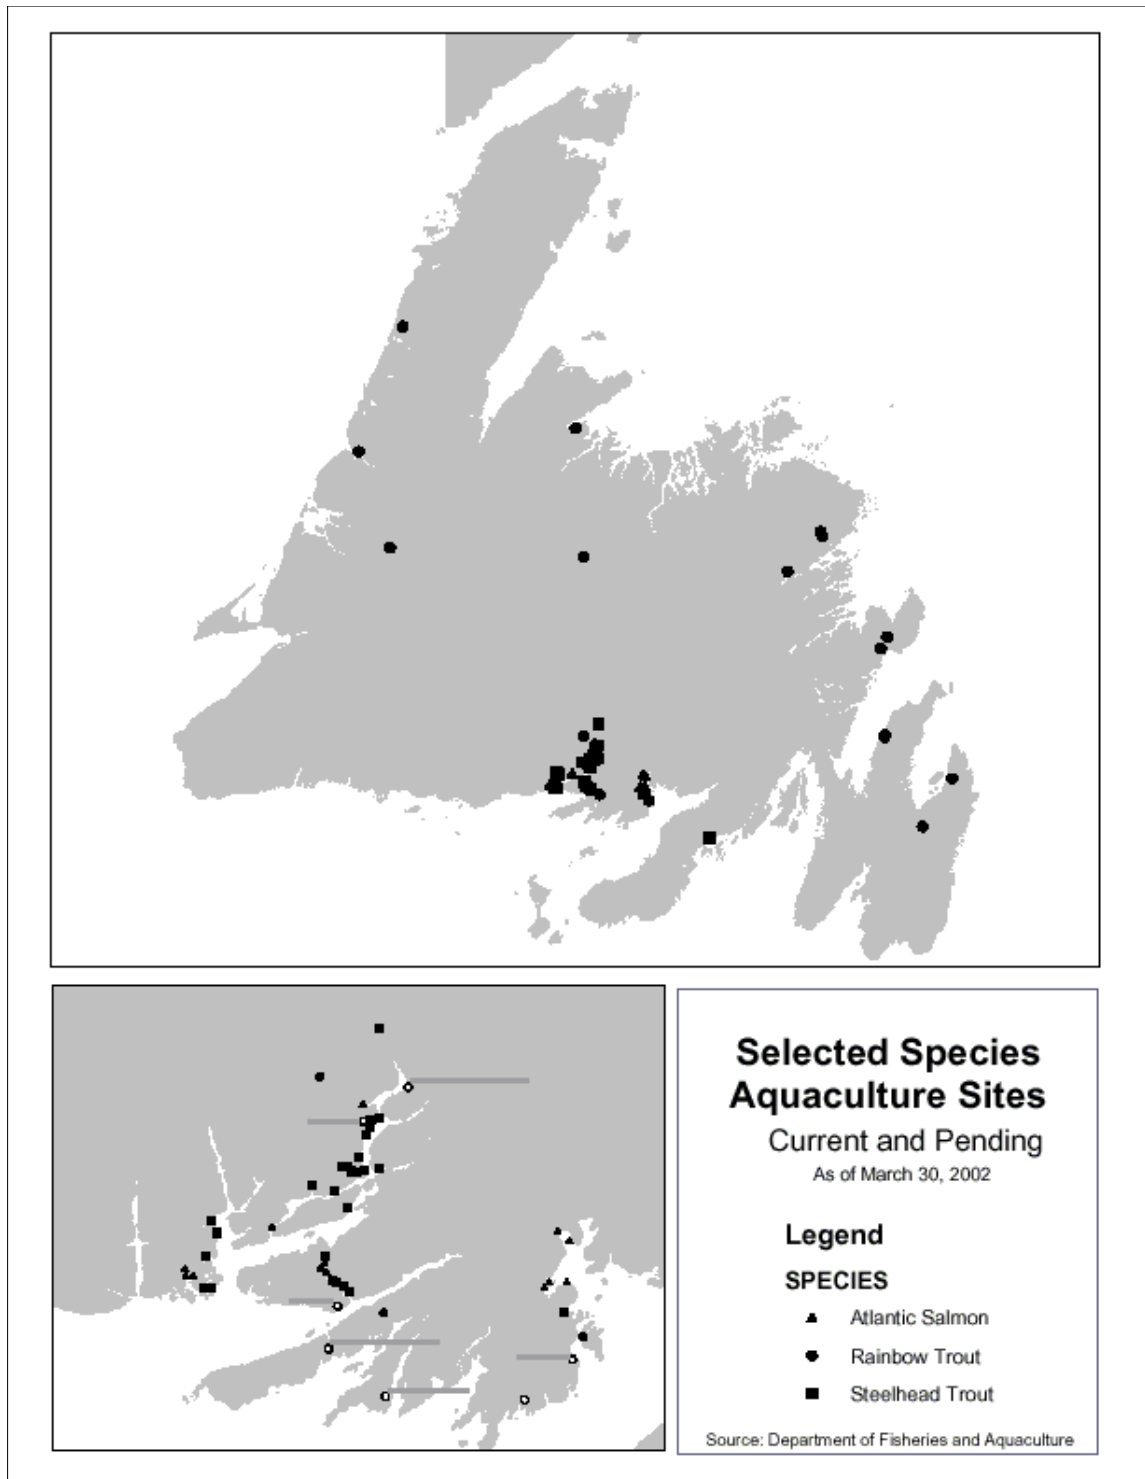 Selected Species
Aquaculture Sites
Current and Pending
As of March 30, 2002
Legend
SPECIES
Atlantic Salmon
Rainbow Trout
Steelhead Trout
Source: Department of Fisheries and Aquaculture